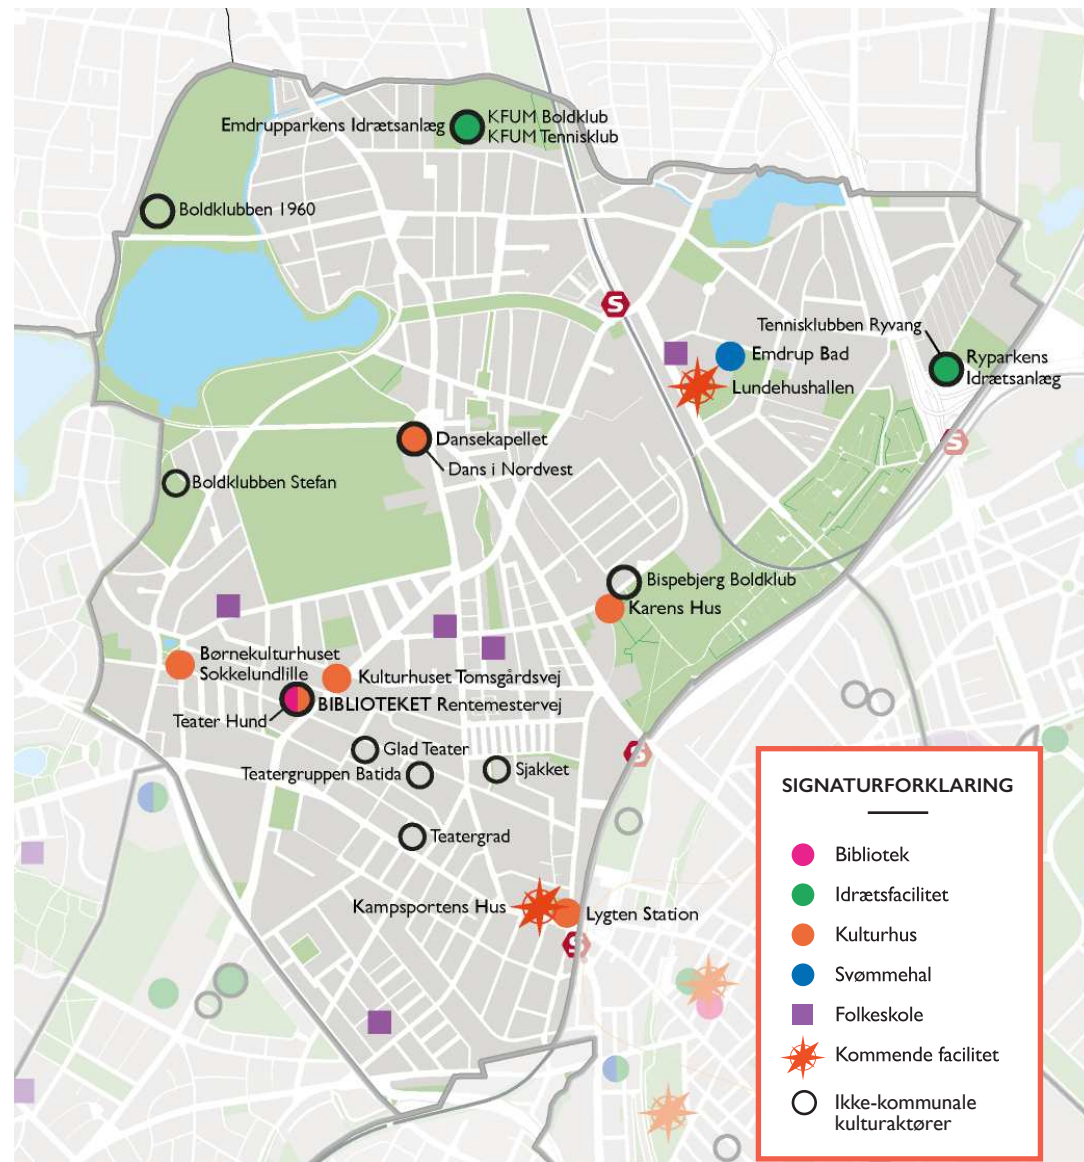 KFUM Boldklub
Emdrupparkens Idrætsanlæg
KFUM Tennisklub
Boldklubben 1960
S
Tennisklubben Ryvang
Emdrup Bad
Ryparkens
Idrætsanlæg
Lundehushallen
Dansekapellet
S
Dans i Nordvest
Boldklubben Stefan
Bispebjerg Boldklub
Karens Hus
Børnekulturhuset
Sokkelundlille
Kulturhuset Tomsgårdsvej
BIBLIOTEKET Rentemestervej
Teater Hund
Glad Teater
Teatergruppen Batida
Sjakket
S
Teatergrad
Kampsportens Hus
Lygten Station
S
SIGNATURFORKLARING
Bibliotek
Idrætsfacilitet
Kulturhus
Svømmehal
Folkeskole
Kommende facilitet
Ikke-kommunale
kulturaktører